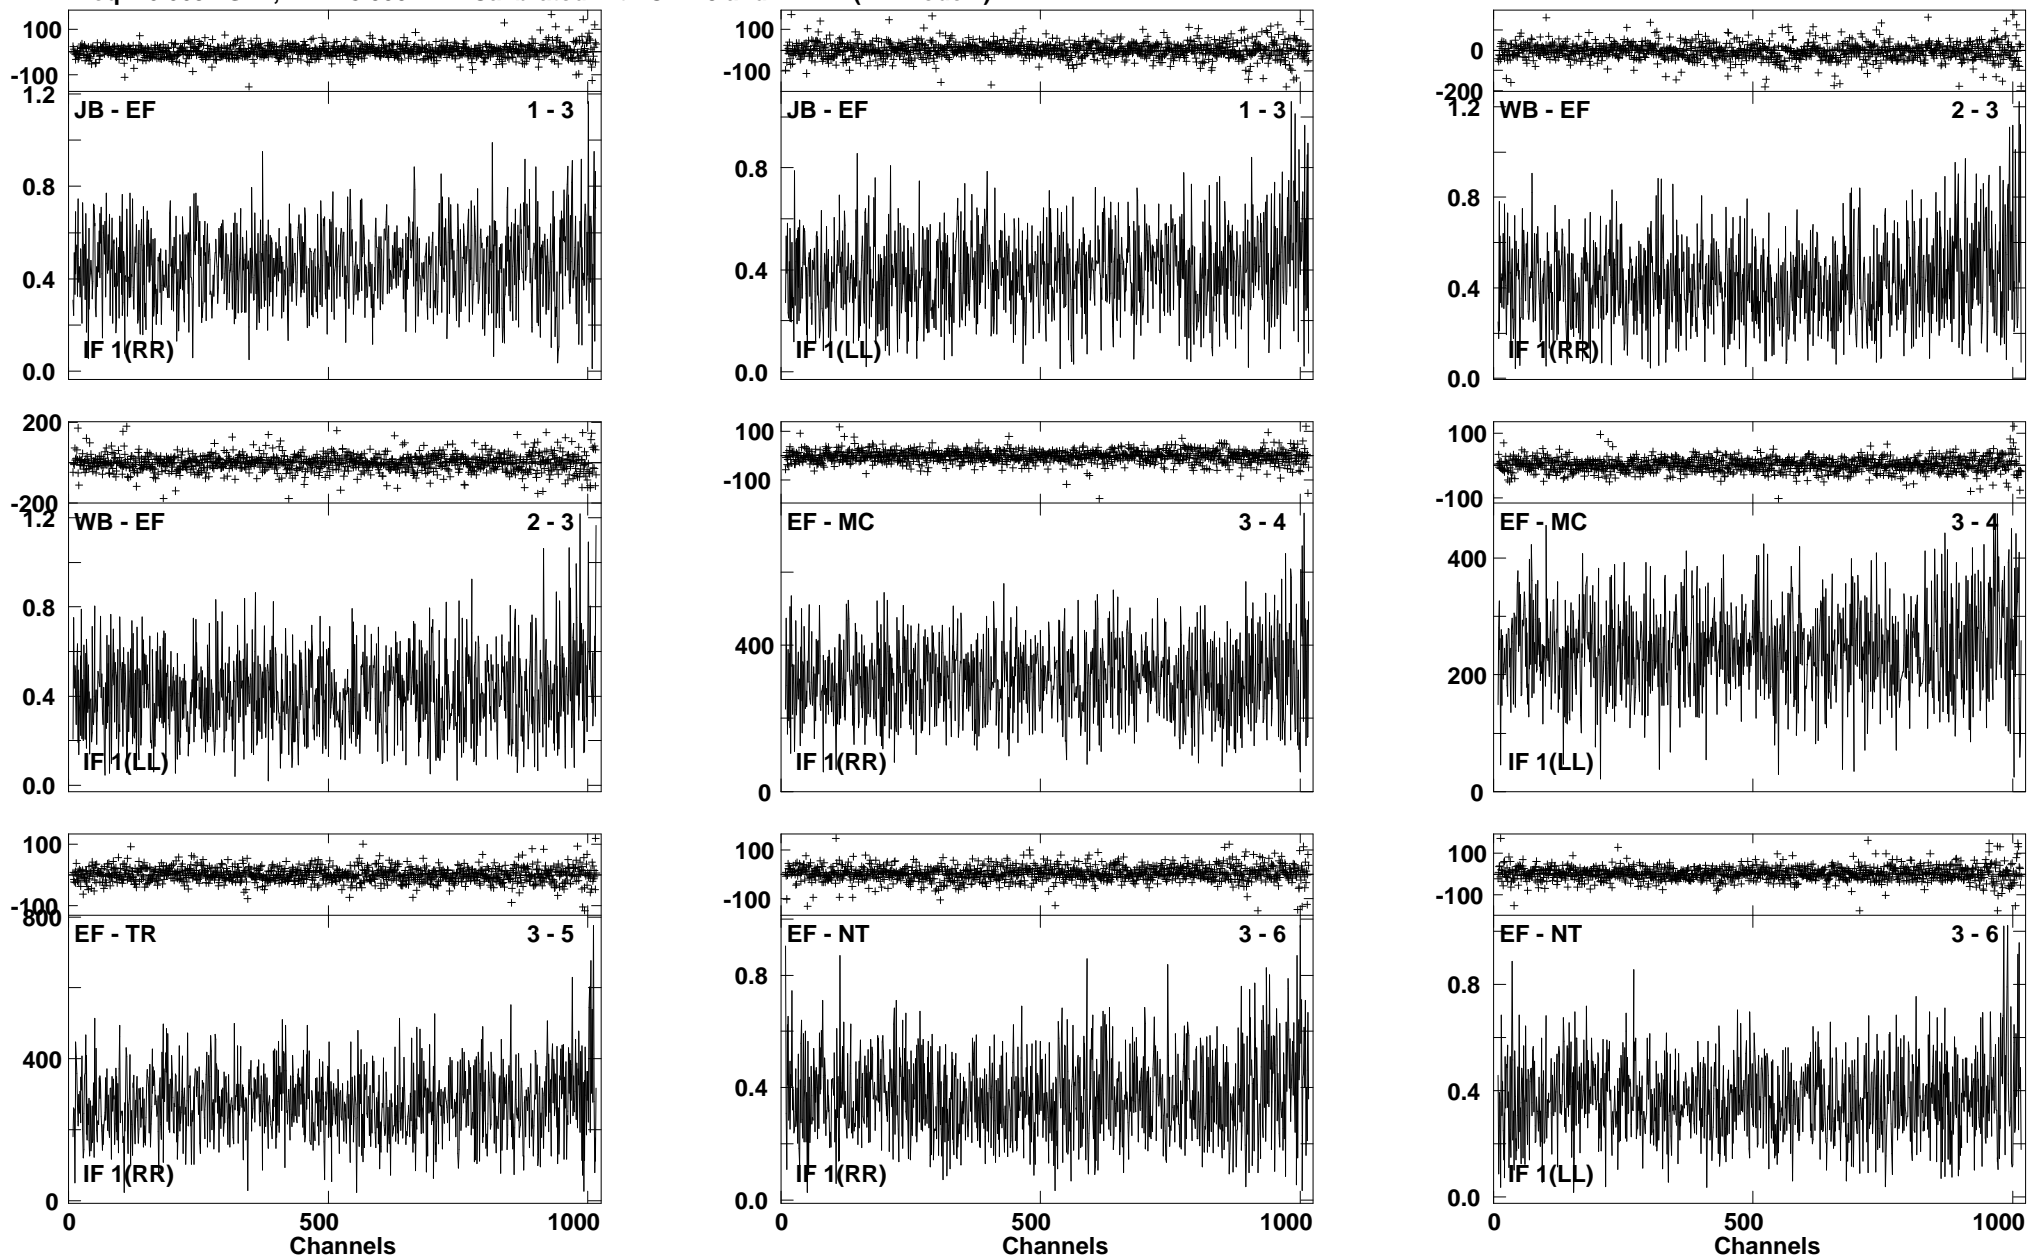 100
-100
1.2
JB - EF 1 - 3
0.8
0.4
IF 1(RR)
0.0
100
-100
JB - EF 1 - 3
0.8
0.4
IF 1(LL)
0.0
0
-200
1.2
WB - EF 2 - 3
0.8
0.4
IF 1(RR)
0.0
200
-200
1.2
WB - EF 2 - 3
0.8
0.4
IF 1(LL)
0.0
100
-100
EF - MC 3 - 4
400
IF 1(RR)
0
100
-100
EF - MC 3 - 4
400
200
IF 1(LL)
0
100
-100
800
EF - TR 3 - 5
400
IF 1(RR)
0
0 500 1000
Channels
100
-100
EF - NT 3 - 6
0.8
0.4
IF 1(RR)
0.0
0 500 1000
Channels
100
-100
EF - NT 3 - 6
0.8
0.4
IF 1(LL)
0.0
0 500 1000
Channels